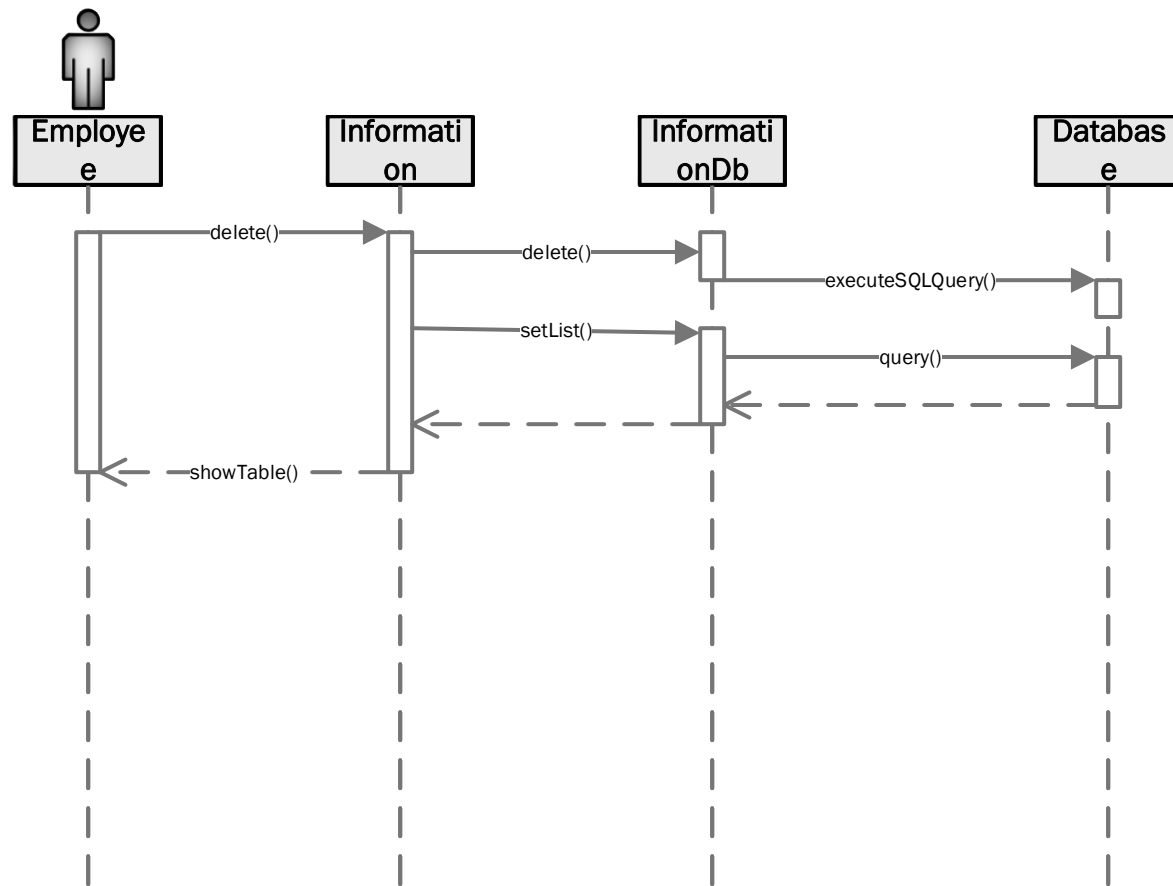 Employe
e
Informati
on
Informati
onDb
Databas
e
delete()
delete()
executeSQLQuery()
setList()
query()
showTable()